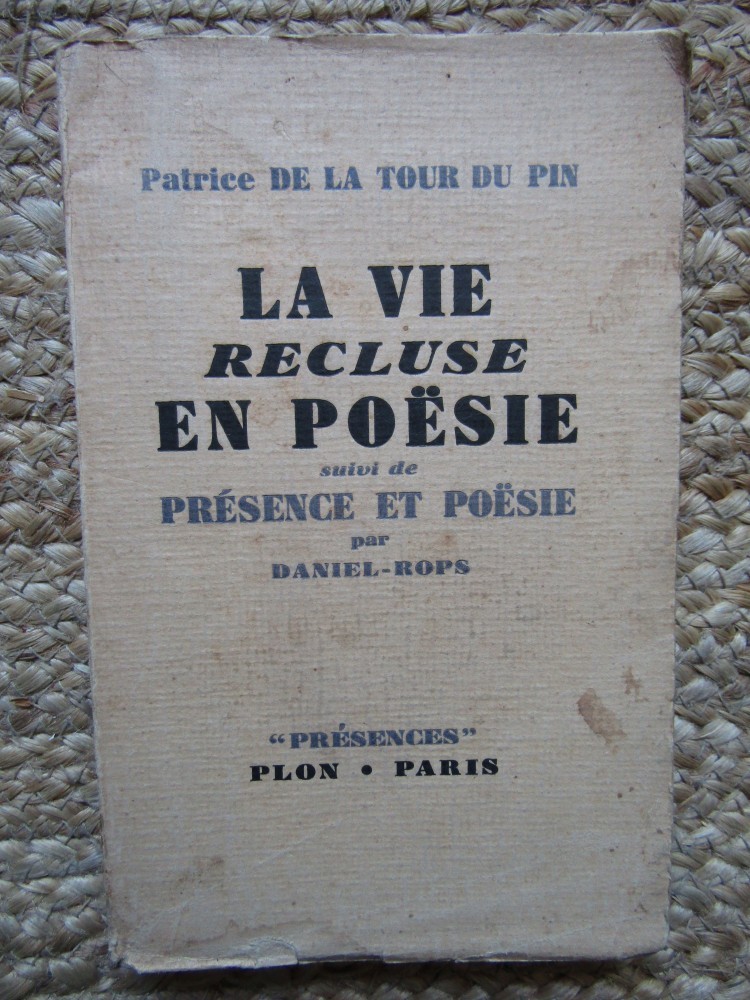 Patrice DE LA TOUR DU PIN
LA VIE
RECLUSE
EN POËSIE
suivi de
PRÉSENCE ET POËSIE
par
DANIEL-ROPS
“PRÉSENCES”
PLON • PARIS